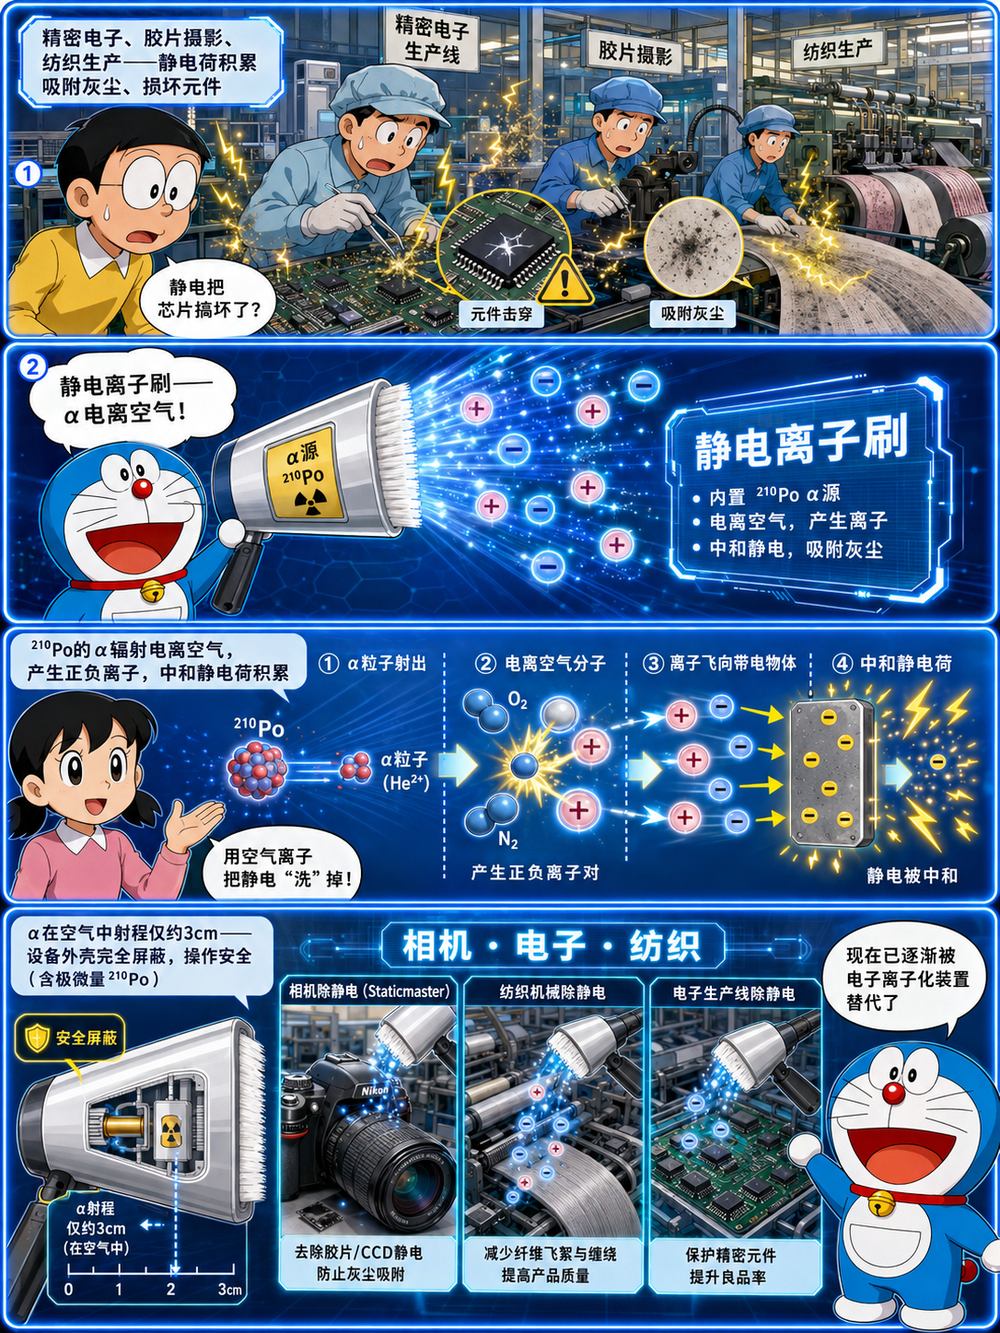 精密电子、胶片摄影、
纺织生产——静电荷积累
吸附灰尘、损坏元件
精密电子
生产线
胶片摄影
纺织生产
1
静电把
芯片搞坏了？
元件击穿
吸附灰尘
2
静电离子刷——
α电离空气！
α源
²¹⁰Po
静电离子刷
• 内置 ²¹⁰Po α源
• 电离空气，产生离子
• 中和静电，吸附灰尘
²¹⁰Po的α辐射电离空气，
产生正负离子，中和静电荷积累
① α粒子射出
② 电离空气分子
③ 离子飞向带电物体
④ 中和静电荷
²¹⁰Po
α粒子
(He²⁺)
O₂
N₂
产生正负离子对
静电被中和
用空气离子
把静电“洗”掉！
α在空气中射程仅约3cm——
设备外壳完全屏蔽，操作安全
（含极微量²¹⁰Po）
安全屏蔽
α射程
仅约3cm
(在空气中)
0 1 2 3cm
相机·电子·纺织
相机除静电 (Staticmaster)
Nikon
去除胶片/CCD静电
防止灰尘吸附
纺织机械除静电
减少纤维飞絮与缠绕
提高产品质量
电子生产线除静电
保护精密元件
提升良品率
现在已逐渐被
电子离子化装置
替代了